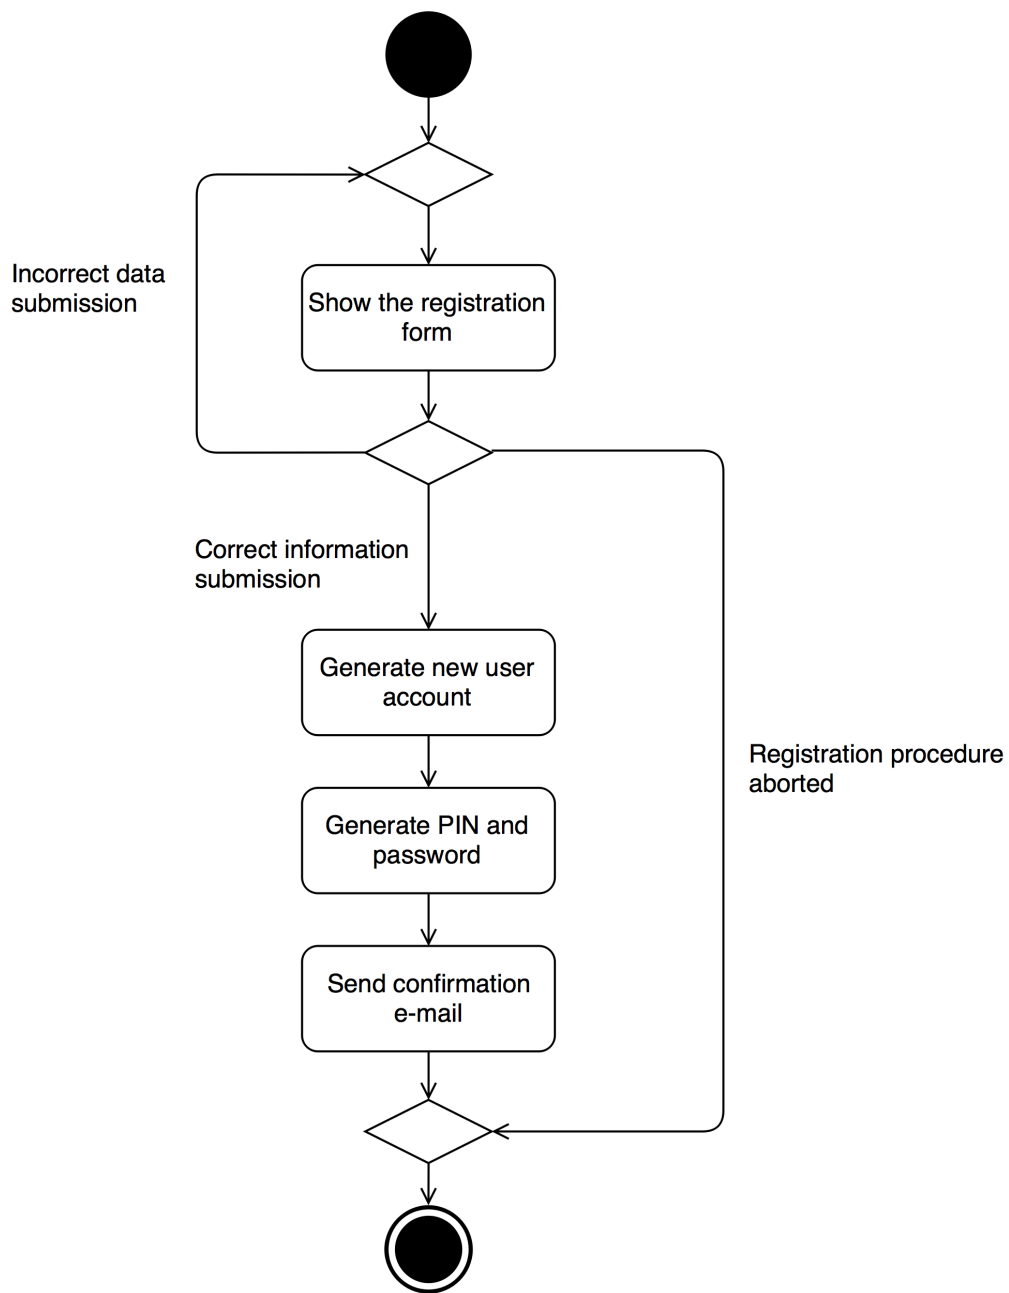 Incorrect data
submission
Show the registration
form
Correct information
submission
Generate new user
account
Registration procedure
aborted
Generate PIN and
password
Send confirmation
e-mail